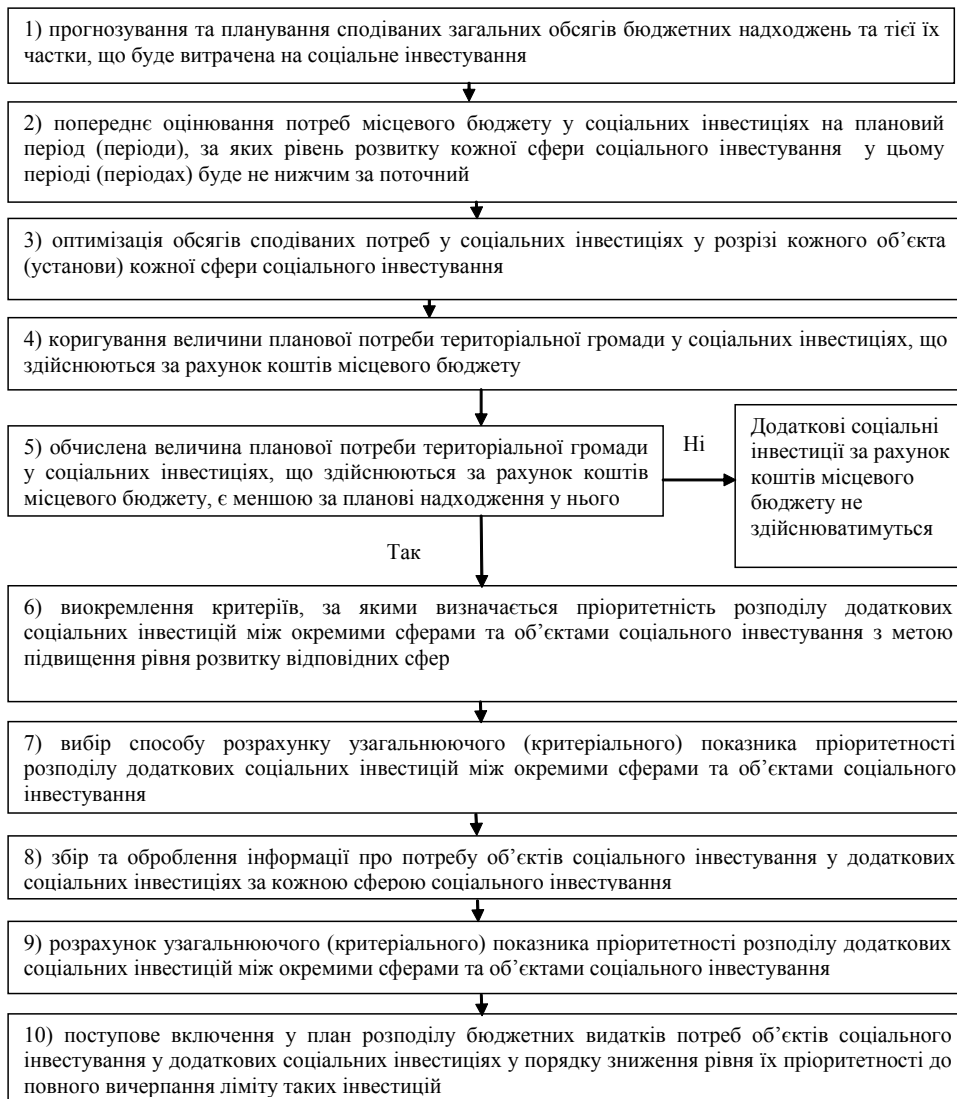 1) прогнозування та планування сподіваних загальних обсягів бюджетних надходжень та тієї їх
частки, що буде витрачена на соціальне інвестування
2) попереднє оцінювання потреб місцевого бюджету у соціальних інвестиціях на плановий
період (періоди), за яких рівень розвитку кожної сфери соціального інвестування у цьому
періоді (періодах) буде не нижчим за поточний
3) оптимізація обсягів сподіваних потреб у соціальних інвестиціях у розрізі кожного об’єкта
(установи) кожної сфери соціального інвестування
4) коригування величини планової потреби територіальної громади у соціальних інвестиціях, що
здійснюються за рахунок коштів місцевого бюджету
5) обчислена величина планової потреби територіальної громади
у соціальних інвестиціях, що здійснюються за рахунок коштів
місцевого бюджету, є меншою за планові надходження у нього
Ні
Додаткові соціальні
інвестиції за рахунок
коштів місцевого
бюджету не
здійснюватимуться
Так
6) виокремлення критеріїв, за якими визначається пріоритетність розподілу додаткових
соціальних інвестицій між окремими сферами та об’єктами соціального інвестування з метою
підвищення рівня розвитку відповідних сфер
7) вибір способу розрахунку узагальнюючого (критеріального) показника пріоритетності
розподілу додаткових соціальних інвестицій між окремими сферами та об’єктами соціального
інвестування
8) збір та оброблення інформації про потребу об’єктів соціального інвестування у додаткових
соціальних інвестиціях за кожною сферою соціального інвестування
9) розрахунок узагальнюючого (критеріального) показника пріоритетності розподілу додаткових
соціальних інвестицій між окремими сферами та об’єктами соціального інвестування
10) поступове включення у план розподілу бюджетних видатків потреб об’єктів соціального
інвестування у додаткових соціальних інвестиціях у порядку зниження рівня їх пріоритетності до
повного вичерпання ліміту таких інвестицій